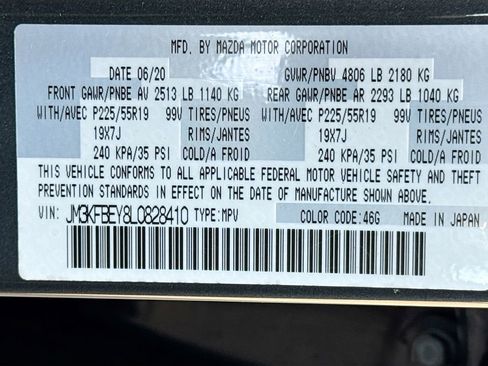 MFD. BY MAZDA MOTOR CORPORATION
DATE 06/20 GVWR/PNBV 4806 LB 2180 KG
FRONT GAWR/PNBE AV 2513 LB 1140 KG REAR GAWR/PNBE AR 2293 LB 1040 KG
WITH/AVEC P225/55R19 99V TIRES/PNEUS WITH/AVEC P225/55R19 99V TIRES/PNEUS
19X7J RIMS/JANTES 19X7J RIMS/JANTES
240 KPA/35 PSI COLD/A FROID 240 KPA/35 PSI COLD/A FROID
THIS VEHICLE CONFORMS TO ALL APPLICABLE FEDERAL MOTOR VEHICLE SAFETY AND THEFT
PREVENTION STANDARDS IN EFFECT ON THE DATE OF MANUFACTURE SHOWN ABOVE.
VIN: JM3KFBEY8L0828410 TYPE:MPV COLOR CODE:46G MADE IN JAPAN